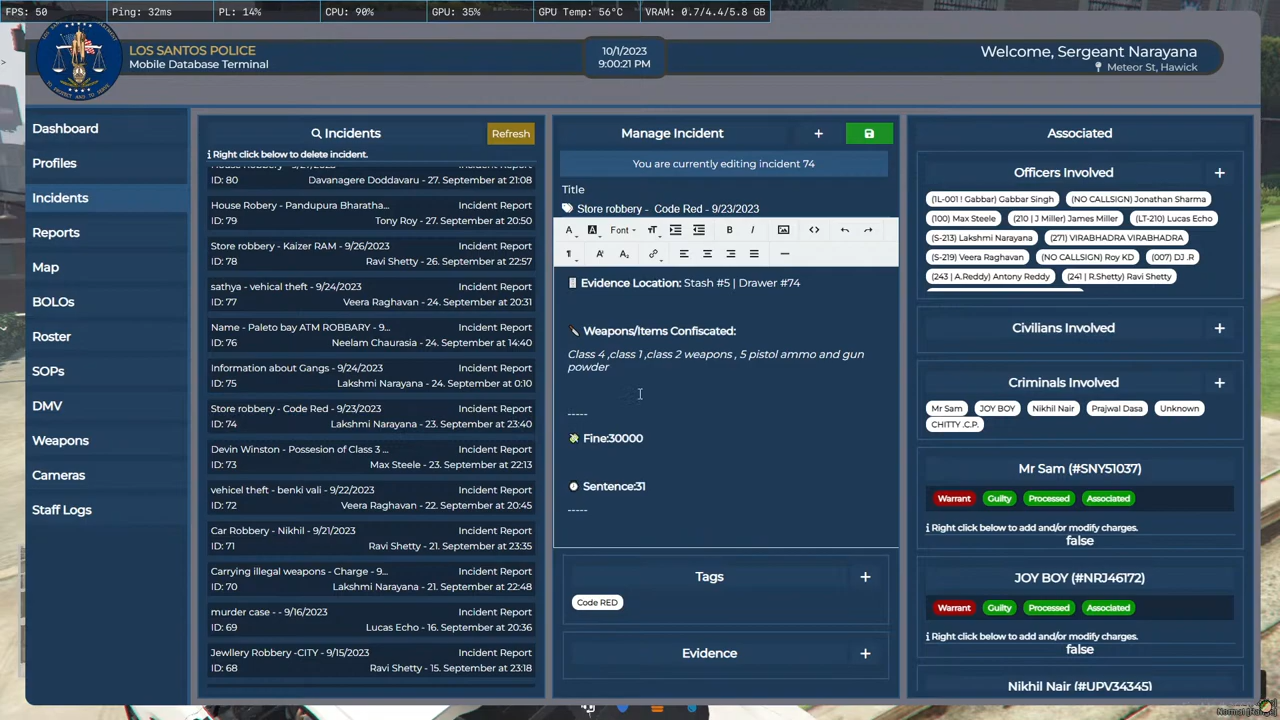 FPS: 50
Ping: 32ms
PL: 14%
CPU: 90%
GPU: 35%
GPU Temp: 56°C
VRAM: 0.7/4.4/5.8 GB
LOS SANTOS POLICE
Mobile Database Terminal
10/1/2023
9:00:21 PM
Welcome, Sergeant Narayana
Meteor St, Hawick
Dashboard
Profiles
Incidents
Reports
Map
BOLOs
Roster
SOPs
DMV
Weapons
Cameras
Staff Logs
Incidents
Refresh
Right click below to delete incident.
House Robbery - 9/27/2023 Incident Report
ID: 80 Davanagere Doddavaru - 27. September at 21:08
House Robery - Pandupura Bharatha... Incident Report
ID: 79 Tony Roy - 27. September at 20:50
Store robbery - Kaizer RAM - 9/26/2023 Incident Report
ID: 78 Ravi Shetty - 26. September at 22:57
sathya - vehical theft - 9/24/2023 Incident Report
ID: 77 Veera Raghavan - 24. September at 20:31
Name - Paleto bay ATM ROBBARY - 9... Incident Report
ID: 76 Neelam Chaurasia - 24. September at 14:40
Information about Gangs - 9/24/2023 Incident Report
ID: 75 Lakshmi Narayana - 24. September at 0:10
Store robbery - Code Red - 9/23/2023 Incident Report
ID: 74 Lakshmi Narayana - 23. September at 23:40
Devin Winston - Possesion of Class 3 ... Incident Report
ID: 73 Max Steele - 23. September at 22:13
vehicel theft - benki vali - 9/22/2023 Incident Report
ID: 72 Veera Raghavan - 22. September at 20:45
Car Robbery - Nikhil - 9/21/2023 Incident Report
ID: 71 Ravi Shetty - 21. September at 23:35
Carrying illegal weapons - Charge - 9... Incident Report
ID: 70 Lakshmi Narayana - 21. September at 22:48
murder case - - 9/16/2023 Incident Report
ID: 69 Lucas Echo - 16. September at 20:36
Jewllery Robbery -CITY - 9/15/2023 Incident Report
ID: 68 Ravi Shetty - 15. September at 23:18
Manage Incident
You are currently editing incident 74
Title
Store robbery - Code Red - 9/23/2023
Font
Evidence Location: Stash #5 | Drawer #74
Weapons/Items Confiscated:
Class 4 ,class 1 ,class 2 weapons , 5 pistol ammo and gun
powder
-----
Fine:30000
Sentence:31
-----
Tags
Code RED
Evidence
Associated
Officers Involved
(1L-001 ! Gabbar) Gabbar Singh
(NO CALLSIGN) Jonathan Sharma
(100) Max Steele
(210 | J Miller) James Miller
(LT-210) Lucas Echo
(S-213) Lakshmi Narayana
(271) VIRABHADRA VIRABHADRA
(S-219) Veera Raghavan
(NO CALLSIGN) Roy KD
(007) DJ .R
(243 | A.Reddy) Antony Reddy
(241 | R.Shetty) Ravi Shetty
Civilians Involved
Criminals Involved
Mr Sam
JOY BOY
Nikhil Nair
Prajwal Dasa
Unknown
CHITTY .C.P.
Mr Sam (#SNY51037)
Warrant Guilty Processed Associated
Right click below to add and/or modify charges.
false
JOY BOY (#NRJ46172)
Warrant Guilty Processed Associated
Right click below to add and/or modify charges.
false
Nikhil Nair (#UPV34345)